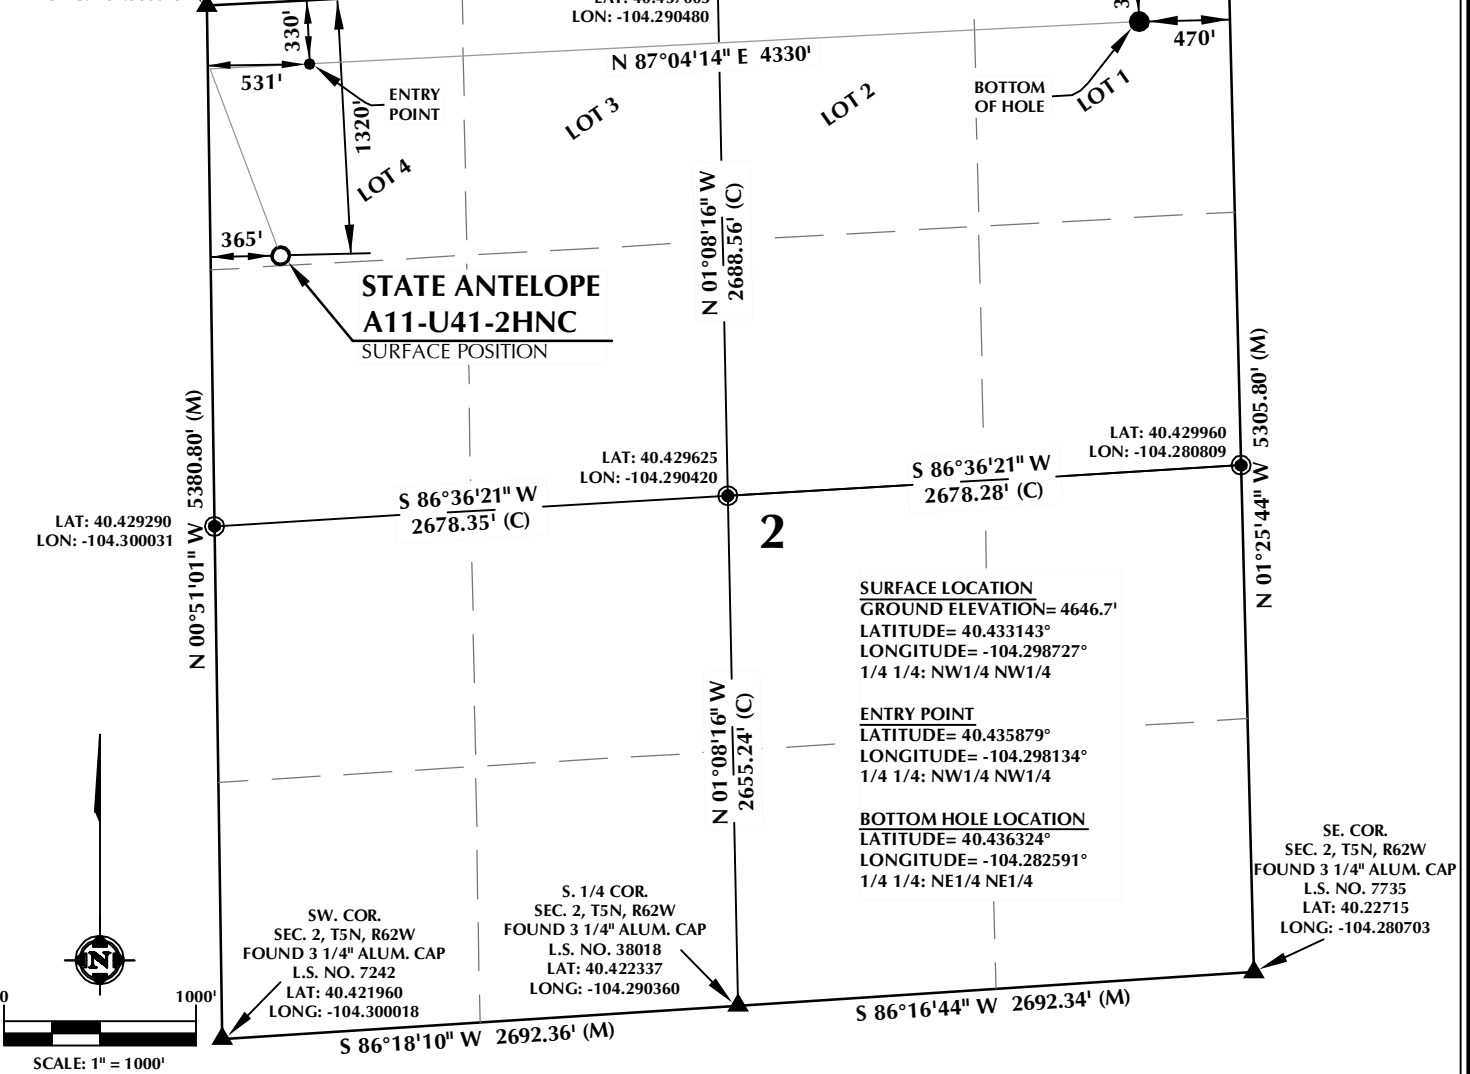 LON: -104.290480
330'
531'
ENTRY
POINT
1320'
N 87°04'14" E 4330'
470'
BOTTOM
OF HOLE
LOT 1
LOT 2
LOT 3
LOT 4
365'
STATE ANTELOPE
A11-U41-2HNC
SURFACE POSITION
N 01°08'16" W
2688.56' (C)
N 00°51'01" W 5380.80' (M)
N 01°25'44" W 5305.80' (M)
LAT: 40.429625
LON: -104.290420
LAT: 40.429960
LON: -104.280809
S 86°36'21" W
2678.28' (C)
S 86°36'21" W
2678.35' (C)
LAT: 40.429290
LON: -104.300031
2
SURFACE LOCATION
GROUND ELEVATION= 4646.7'
LATITUDE= 40.433143°
LONGITUDE= -104.298727°
1/4 1/4: NW1/4 NW1/4
ENTRY POINT
LATITUDE= 40.435879°
LONGITUDE= -104.298134°
1/4 1/4: NW1/4 NW1/4
BOTTOM HOLE LOCATION
LATITUDE= 40.436324°
LONGITUDE= -104.282591°
1/4 1/4: NE1/4 NE1/4
N 01°08'16" W
2655.24' (C)
SE. COR.
SEC. 2, T5N, R62W
FOUND 3 1/4" ALUM. CAP
L.S. NO. 7735
LAT: 40.22715
LONG: -104.280703
S. 1/4 COR.
SEC. 2, T5N, R62W
FOUND 3 1/4" ALUM. CAP
L.S. NO. 38018
LAT: 40.422337
LONG: -104.290360
SW. COR.
SEC. 2, T5N, R62W
FOUND 3 1/4" ALUM. CAP
L.S. NO. 7242
LAT: 40.421960
LONG: -104.300018
N
0 1000'
SCALE: 1" = 1000'
S 86°18'10" W 2692.36' (M)
S 86°16'44" W 2692.34' (M)